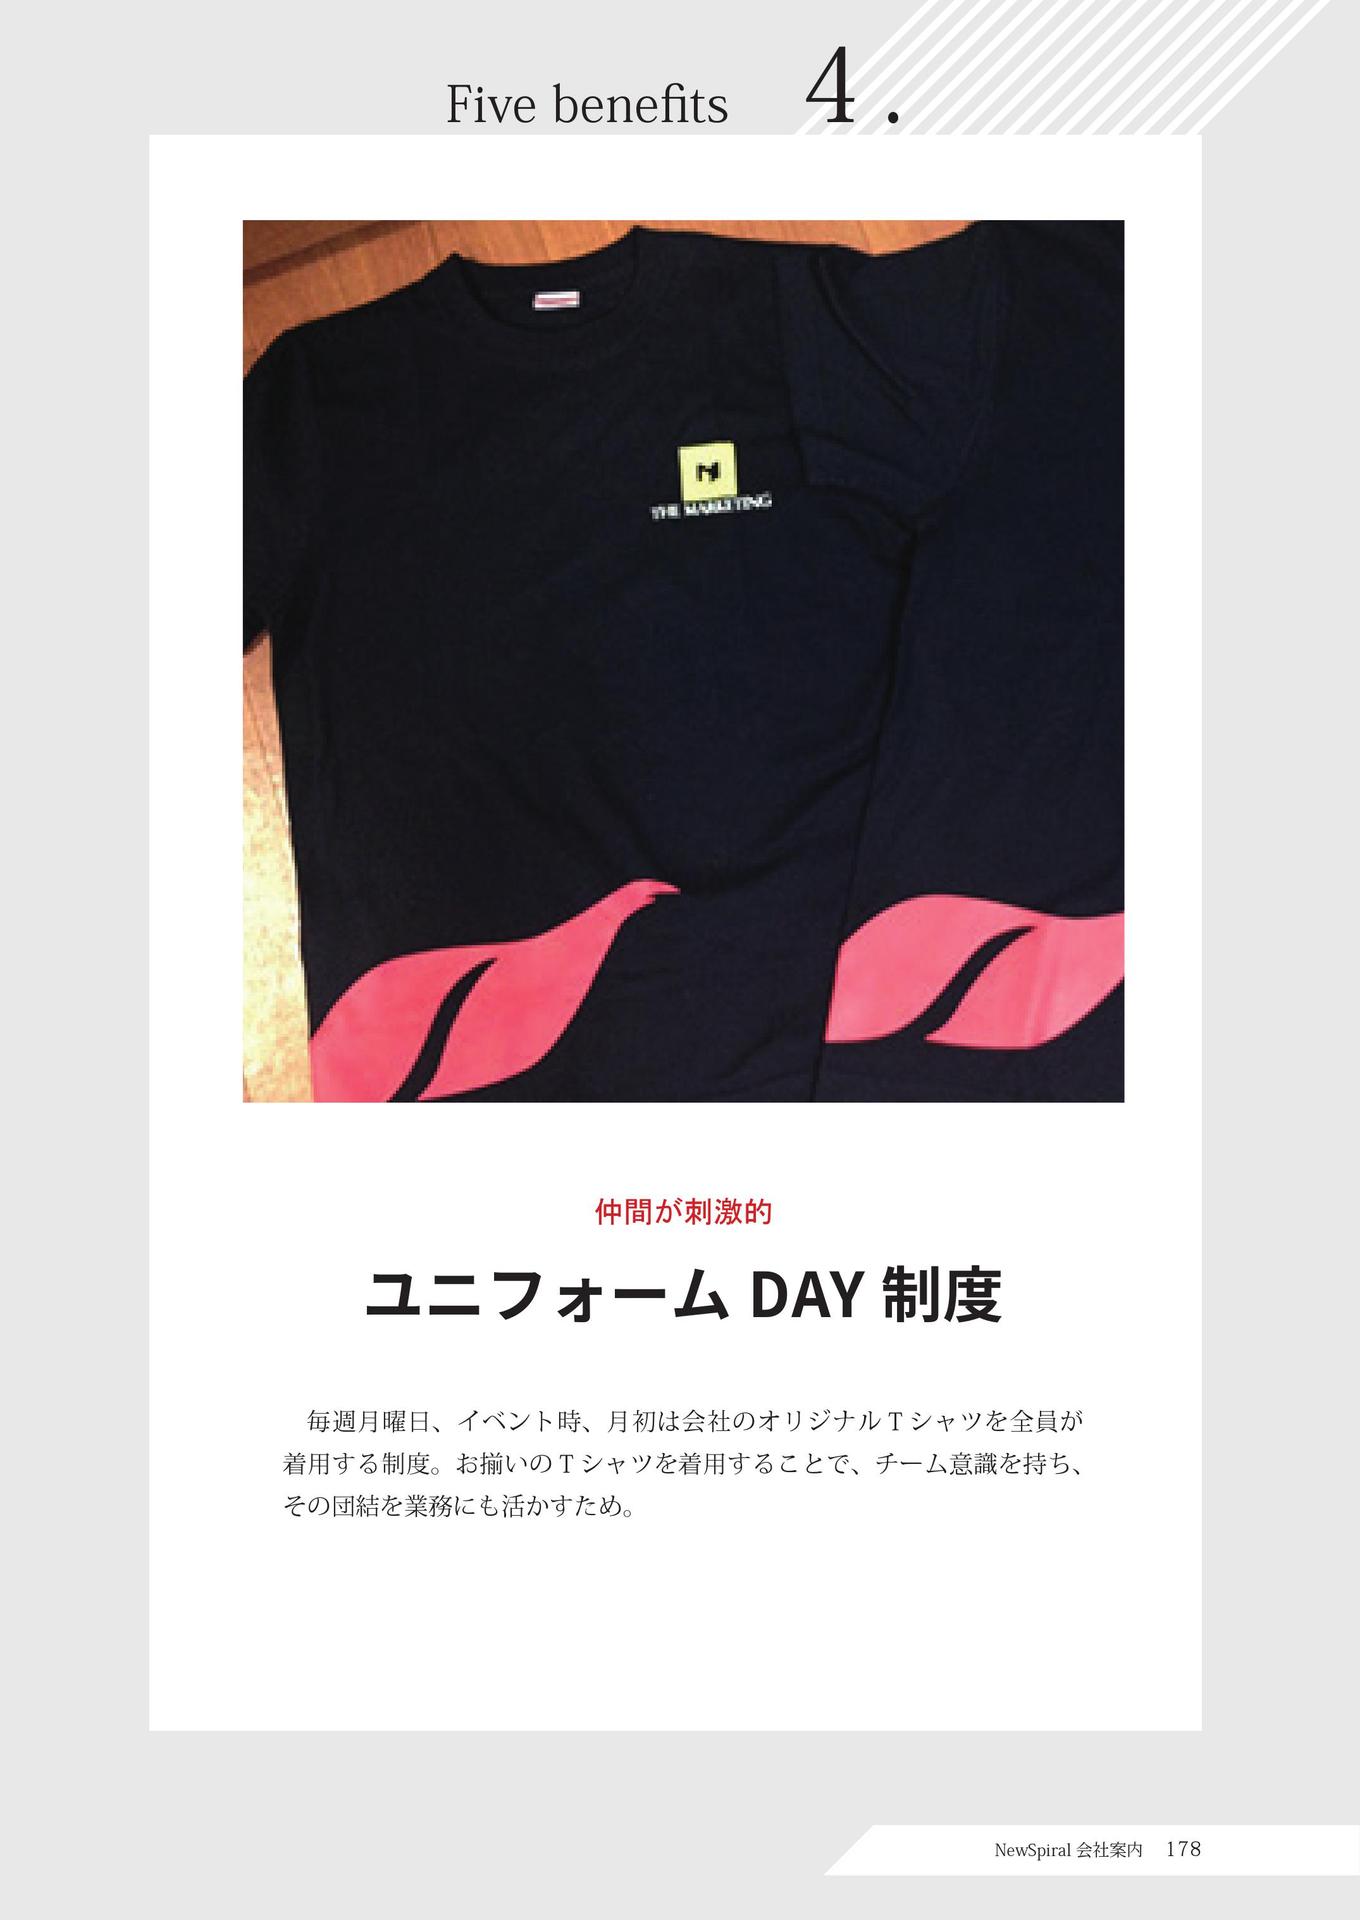 Five benefits 4 .
THE MARKETING
仲間が刺激的
ユニフォーム DAY 制度
毎週月曜日、イベント時、月初は会社のオリジナル T シャツを全員が
着用する制度。お揃いの T シャツを着用することで、チーム意識を持ち、
その団結を業務にも活かすため。
NewSpiral 会社案内 178